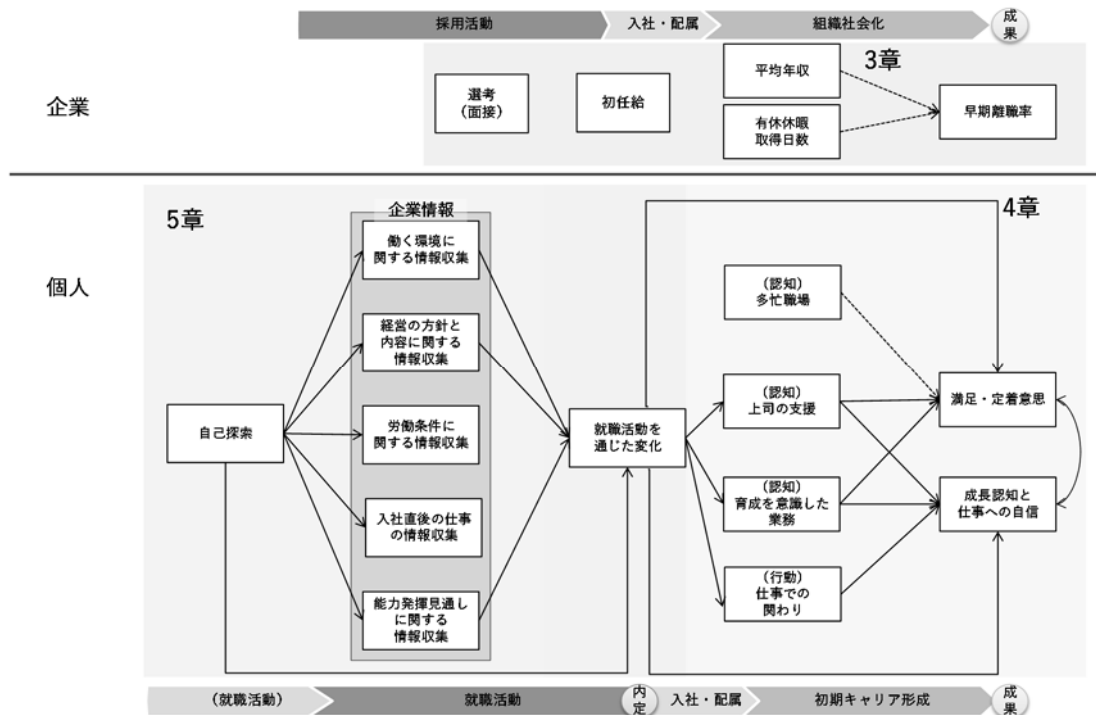 採用活動
入社・配属
組織社会化
成
果
企業
選考
(面接)
初任給
平均年収
有休休暇
取得日数
3章
早期離職率
個人
5章
企業情報
働く環境に
関する情報収集
経営の方針と
内容に関する
情報収集
自己探索
労働条件に
関する情報収集
入社直後の仕事
の情報収集
能力発揮見通し
に関する
情報収集
就職活動を
通じた変化
4章
(認知)
多忙職場
(認知)
上司の支援
(認知)
育成を意識した
業務
(行動)
仕事での
関わり
満足・定着意思
成長認知と
仕事への自信
(就職活動)
就職活動
内
定
入社・配属
初期キャリア形成
成
果